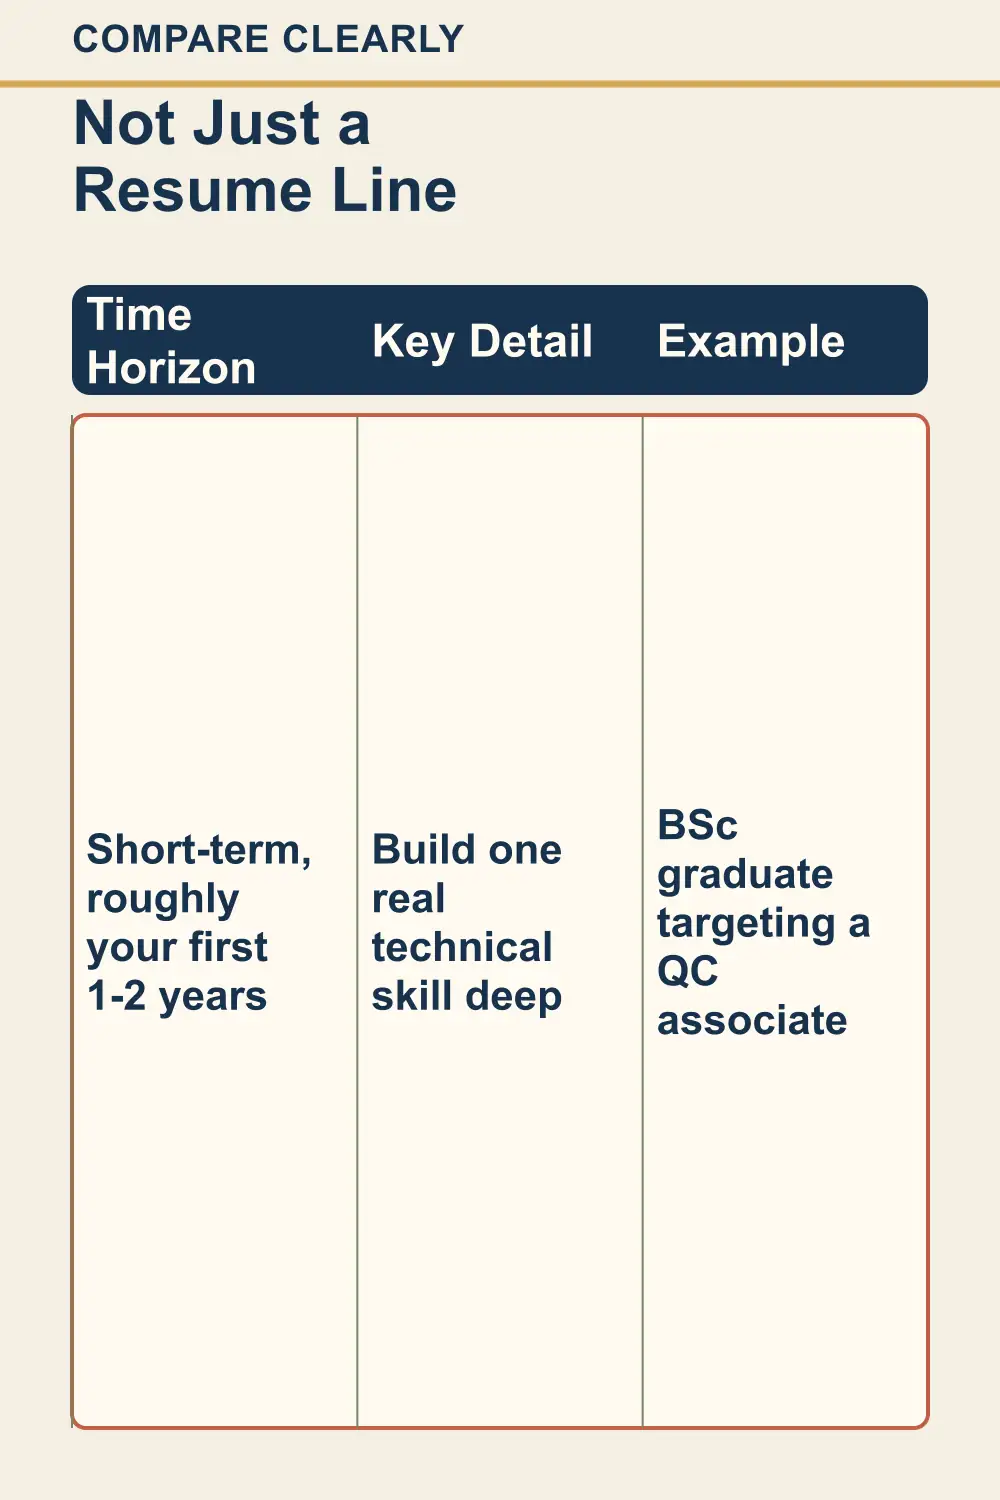 COMPARE CLEARLY
Not Just a
Resume Line
Time
Horizon
Key Detail
Example
Short-term,
roughly
your first
1-2 years
Build one
real
technical
skill deep
BSc
graduate
targeting a
QC
associate